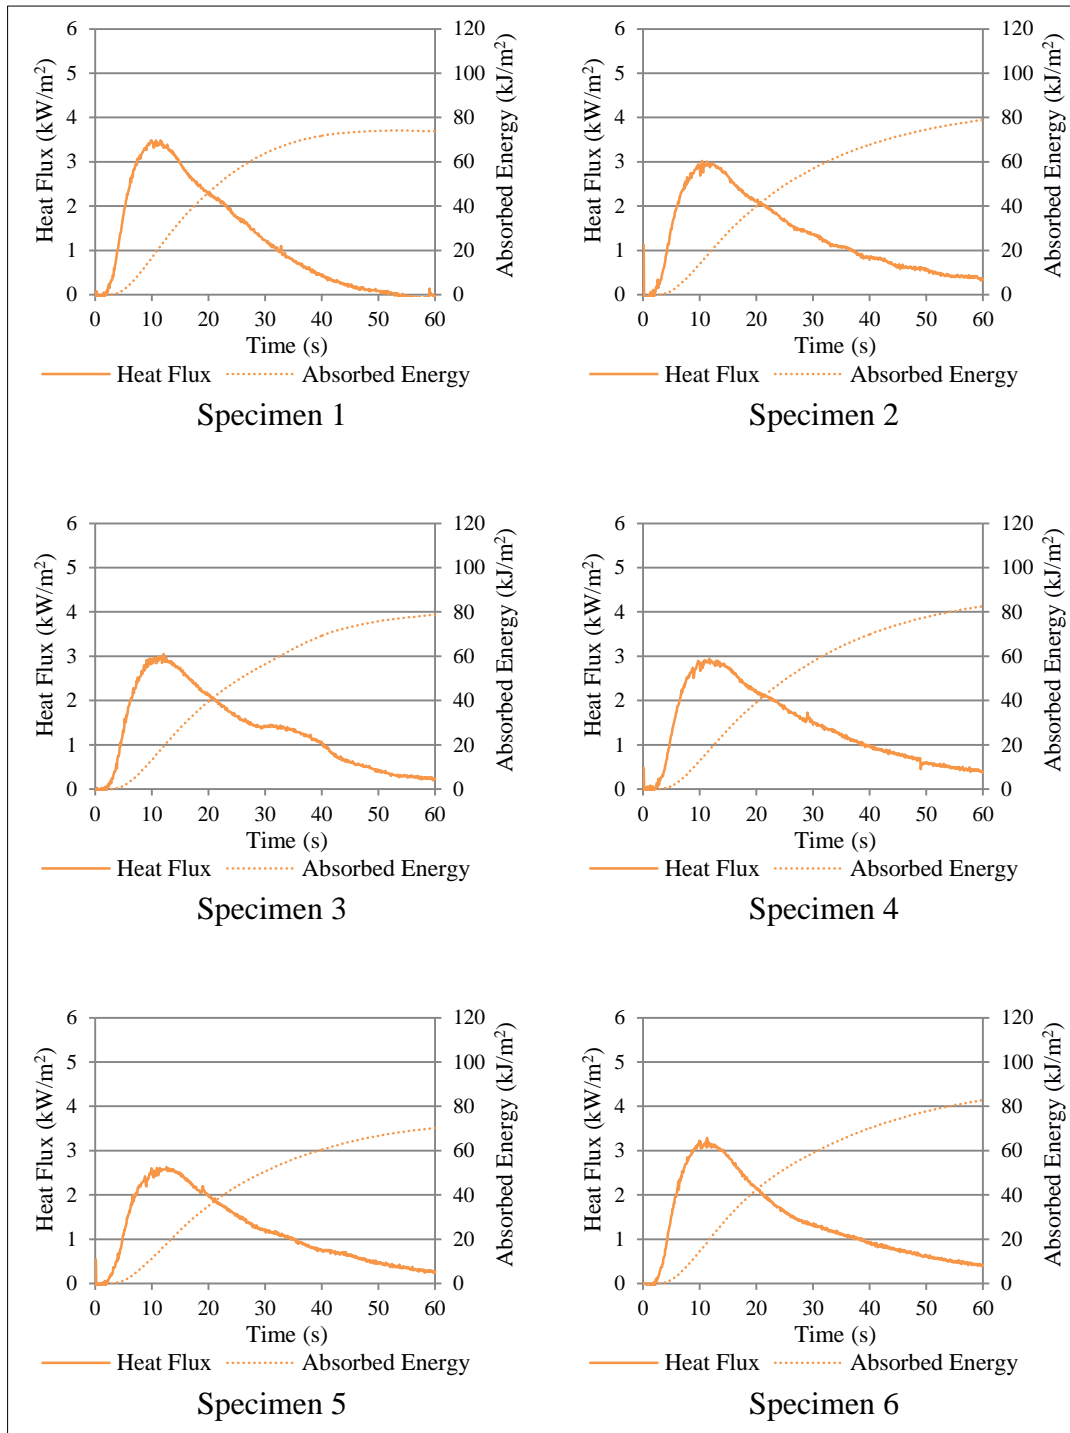 Heat Flux (kW/m²)
6
5
4
3
2
1
0
120
100
80
60
40
20
0
Absorbed Energy (kJ/m²)
0 10 20 30 40 50 60
Time (s)
Heat Flux Absorbed Energy
Specimen 1
Heat Flux (kW/m²)
6
5
4
3
2
1
0
120
100
80
60
40
20
0
Absorbed Energy (kJ/m²)
0 10 20 30 40 50 60
Time (s)
Heat Flux Absorbed Energy
Specimen 2
Heat Flux (kW/m²)
6
5
4
3
2
1
0
120
100
80
60
40
20
0
Absorbed Energy (kJ/m²)
0 10 20 30 40 50 60
Time (s)
Heat Flux Absorbed Energy
Specimen 3
Heat Flux (kW/m²)
6
5
4
3
2
1
0
120
100
80
60
40
20
0
Absorbed Energy (kJ/m²)
0 10 20 30 40 50 60
Time (s)
Heat Flux Absorbed Energy
Specimen 4
Heat Flux (kW/m²)
6
5
4
3
2
1
0
120
100
80
60
40
20
0
Absorbed Energy (kJ/m²)
0 10 20 30 40 50 60
Time (s)
Heat Flux Absorbed Energy
Specimen 5
Heat Flux (kW/m²)
6
5
4
3
2
1
0
120
100
80
60
40
20
0
Absorbed Energy (kJ/m²)
0 10 20 30 40 50 60
Time (s)
Heat Flux Absorbed Energy
Specimen 6